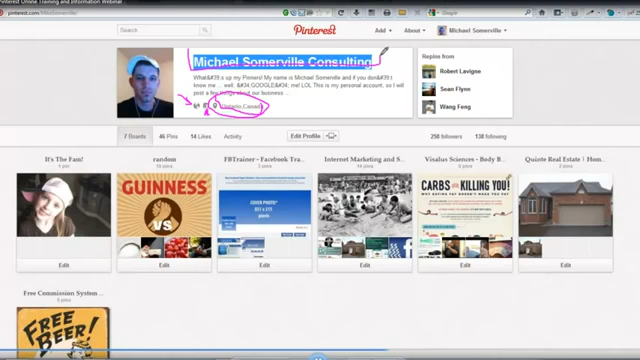 Pinterest Online Training and Information Webinar
Pinterest
Add +
About
Michael Somerville
Michael Somerville Consulting
What&#39;s up my Pinners! My name is Michael Somerville and if you don&#39;t
know me ... well, &#34;GOOGLE&#34; me! LOL This is my personal account, so I will
post a few things about our business ...
Ontario,Canada
Repins from
Robert Lavigne
Sean Flynn
Wang Feng
7 Boards
46 Pins
14 Likes
Activity
Edit Profile
258 followers
138 following
It's The Fam!
1 pin
random
FBTrainer - Facebook Tra...
Internet Marketing and S...
Visalus Sciences - Body B...
Quinte Real Estate | Hom...
GUINNESS
VS
COVER PHOTO
pixels
CARBS are KILLING YOU!
Edit
Edit
Edit
Edit
Edit
Edit
Free Commission System ...
FREE
BEER!